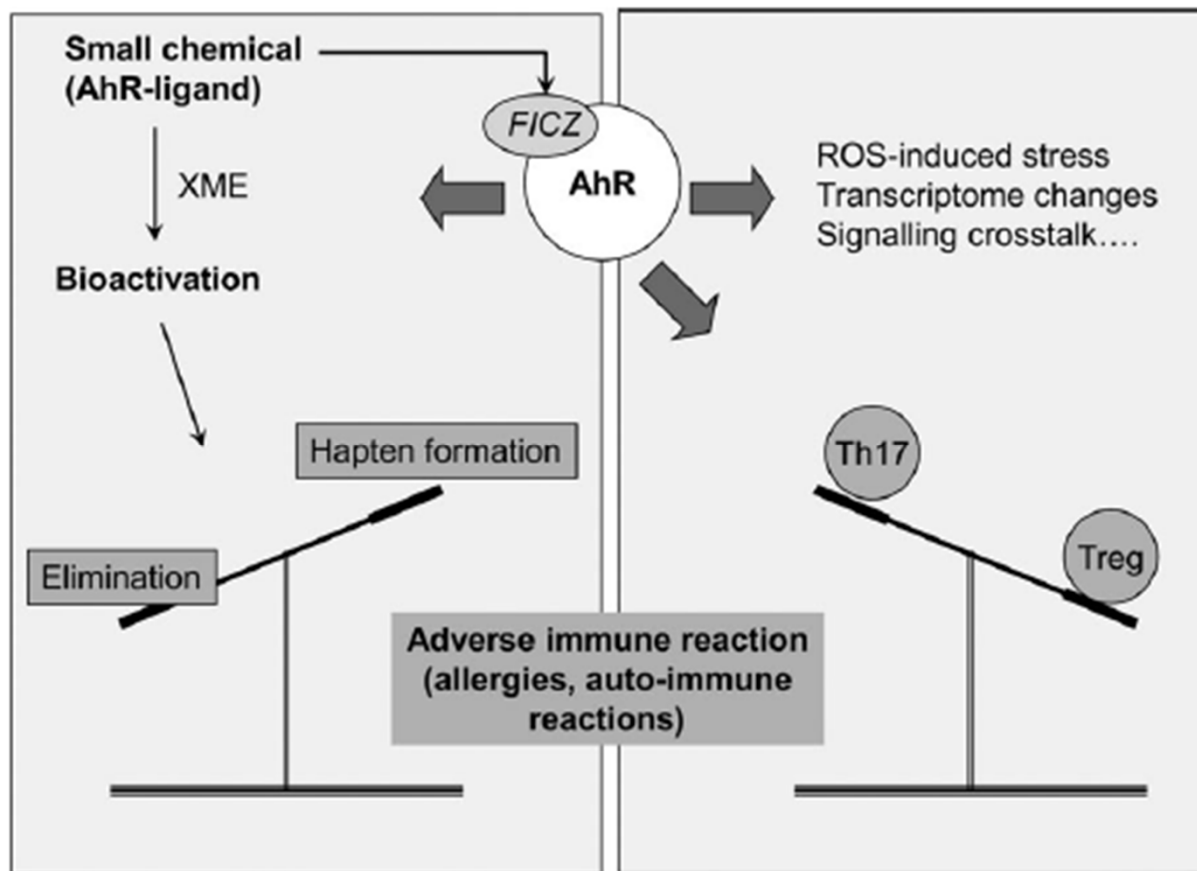 Small chemical
(AhR-ligand)
FICZ
AhR
XME
Bioactivation
ROS-induced stress
Transcriptome changes
Signalling crosstalk....
Hapten formation
Elimination
Th17
Treg
Adverse immune reaction
(allergies, auto-immune
reactions)